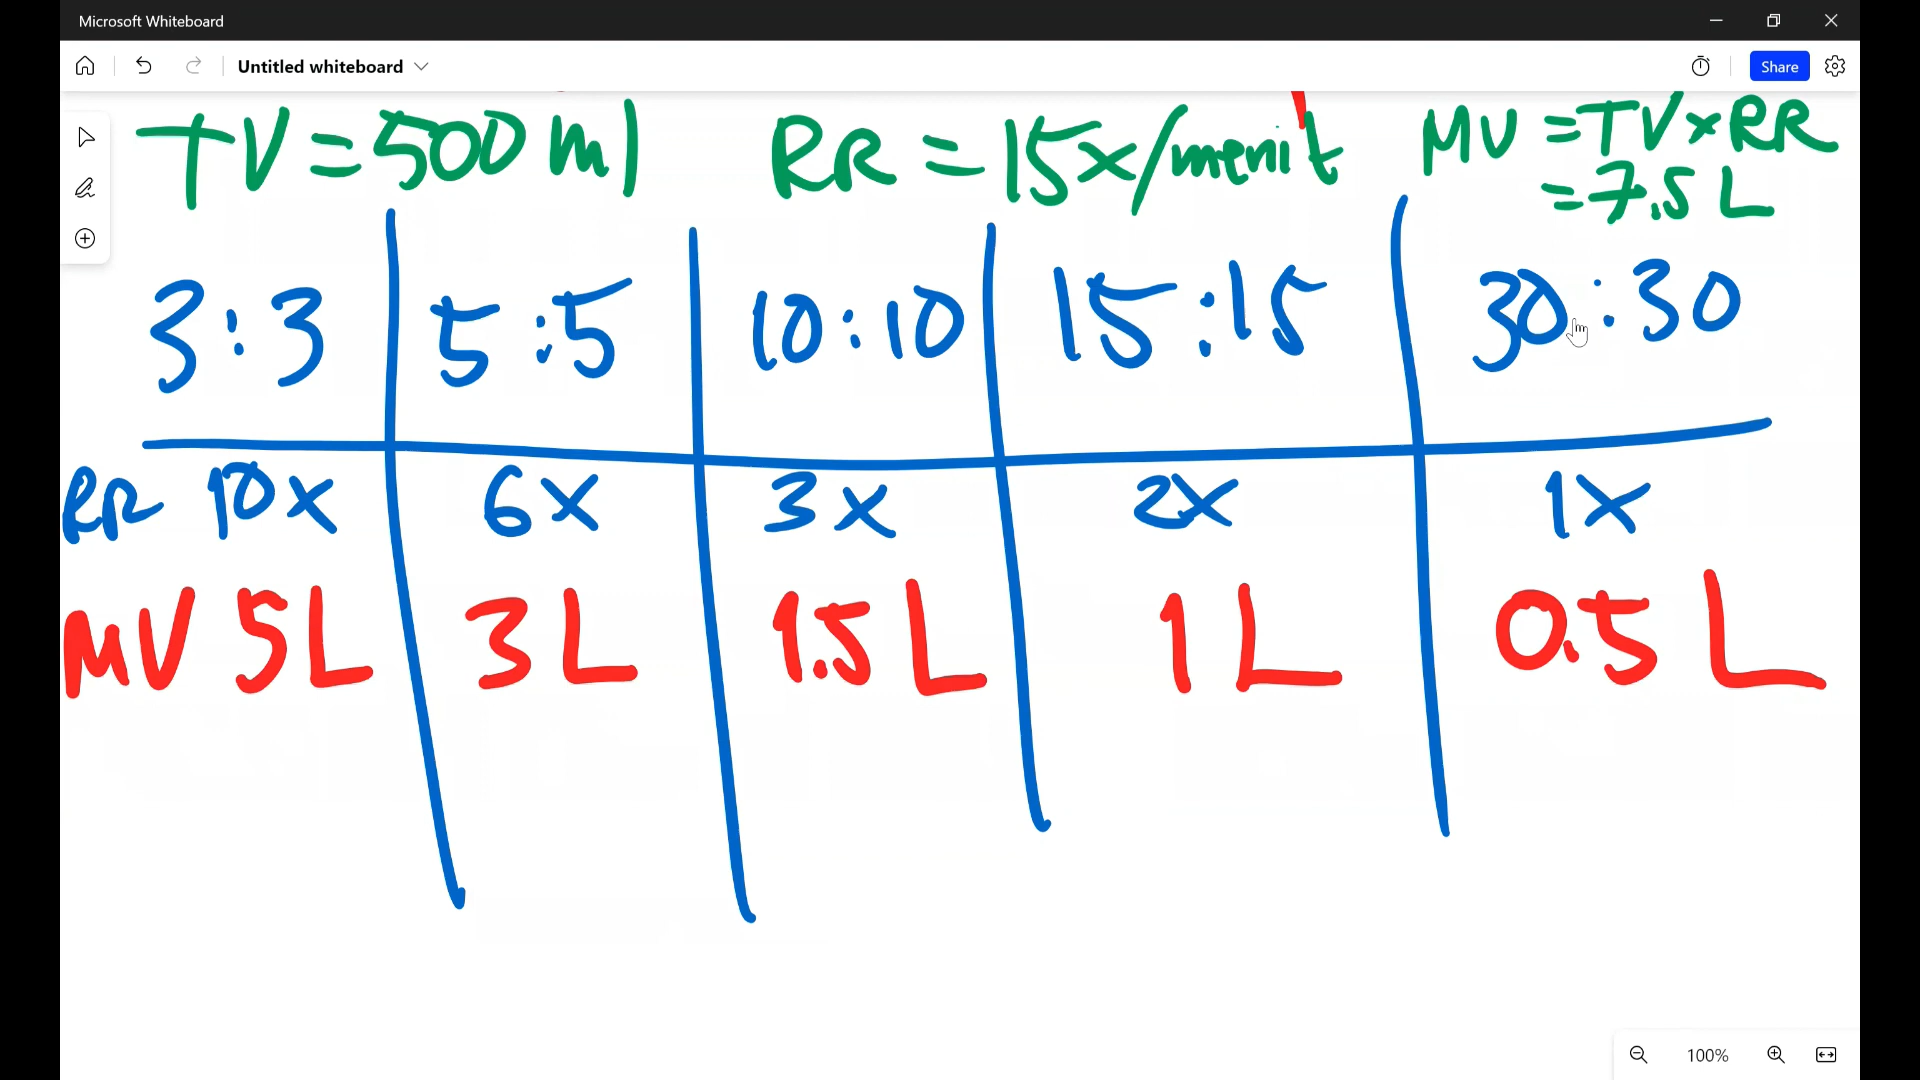 Microsoft Whiteboard
Untitled whiteboard
Share
TV = 500 ml RR = 15x/menit MV = TV x RR
= 7.5 L
3:3 5:5 10:10 15:15 30:30
RR 10x 6x 3x 2x 1x
MV 5L 3L 1.5 L 1 L 0.5 L
100%